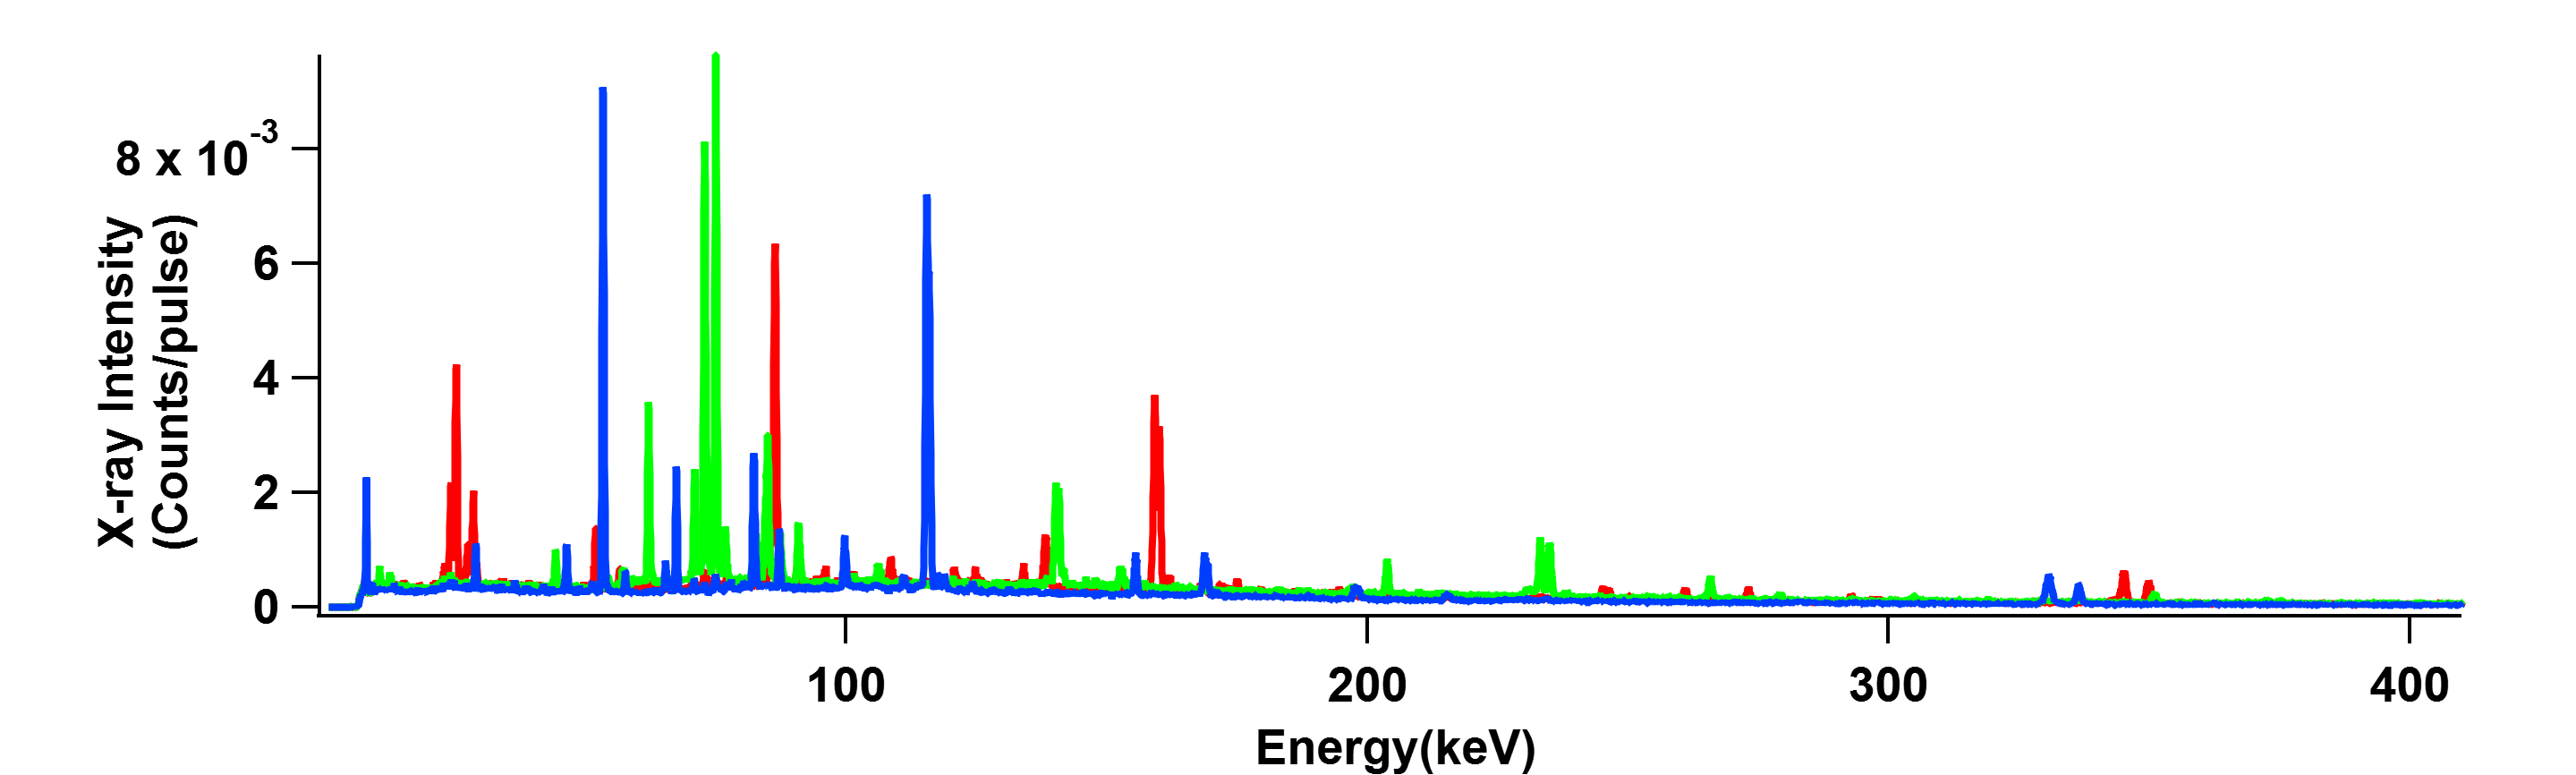 8 x 10-3
6
4
2
0
X-ray Intensity
(Counts/pulse)
100 200 300 400
Energy(keV)